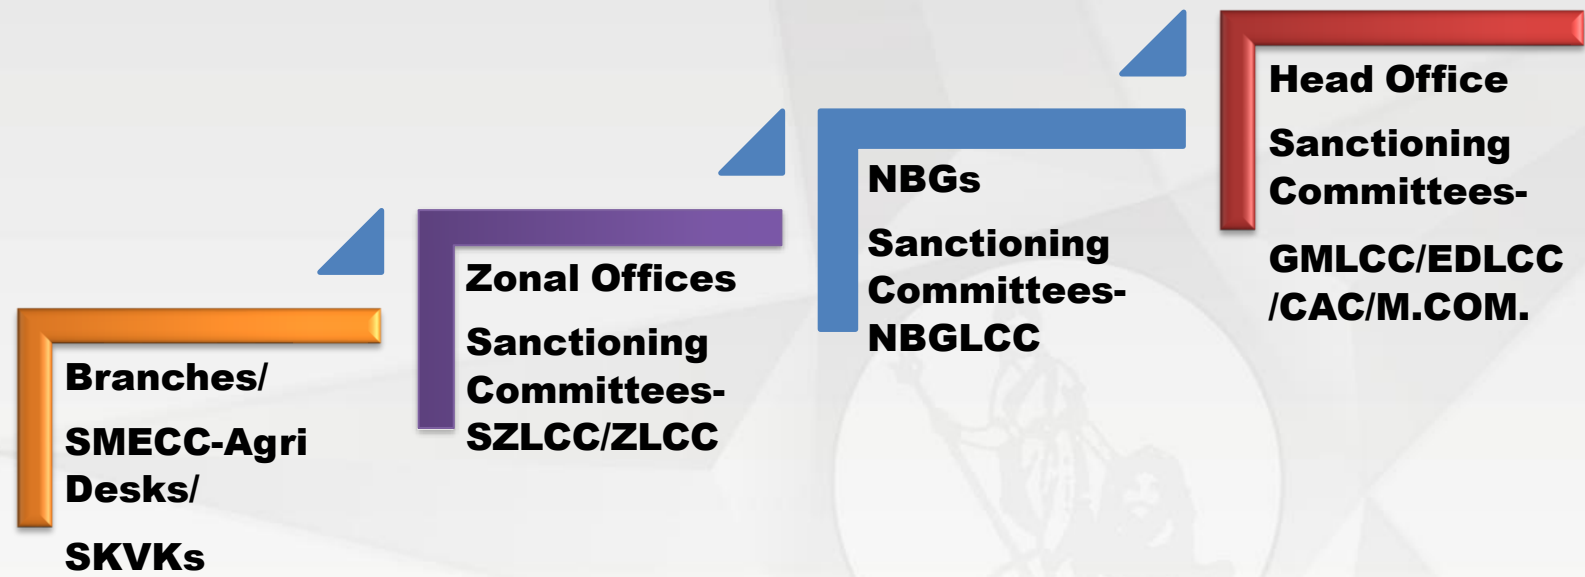 Branches/
SMECC-Agri
Desks/
SKVKs
Zonal Offices
Sanctioning
Committees-
SZLCC/ZLCC
NBGs
Sanctioning
Committees-
NBGLCC
Head Office
Sanctioning
Committees-
GMLCC/EDLCC
/CAC/M.COM.